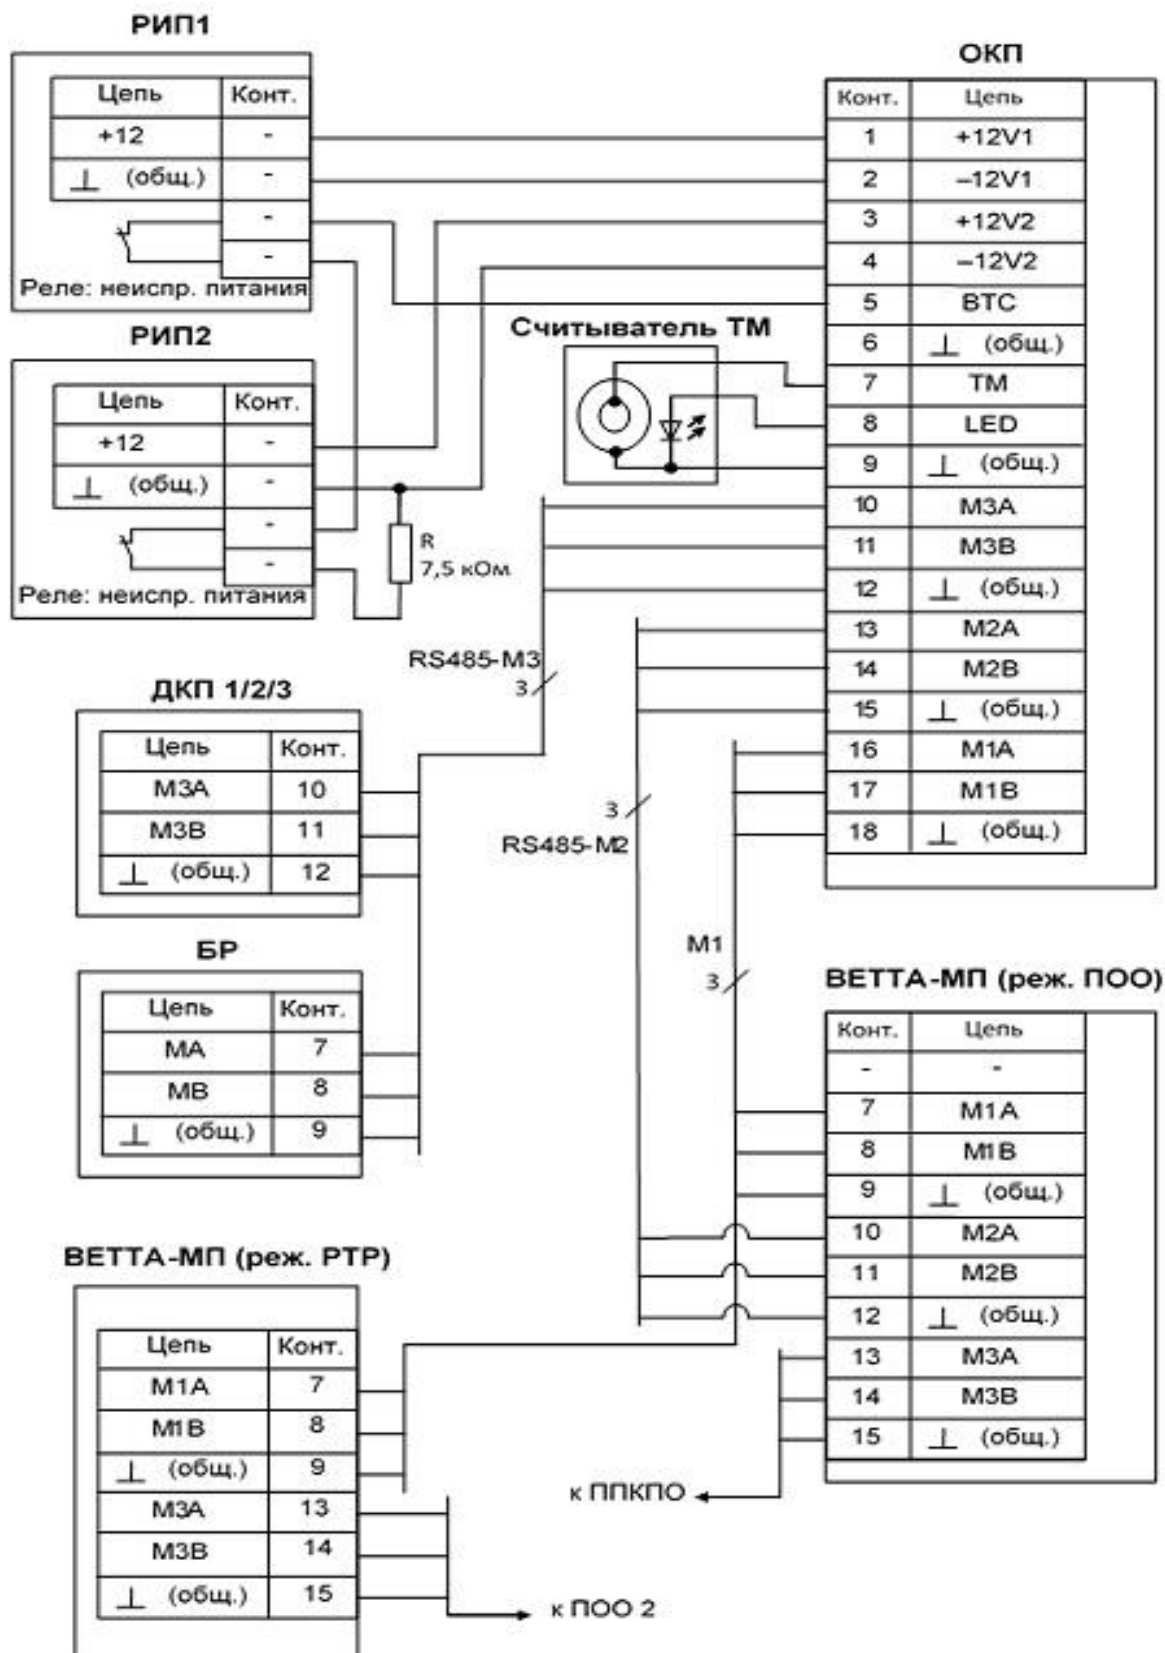 РИП1
Цепь Конт.
+12 -
⊥ (общ.) -
-
-
Реле: неиспр. питания
РИП2
Цепь Конт.
+12 -
⊥ (общ.) -
-
-
Реле: неиспр. питания
R
7,5 кОм
Считыватель ТМ
ОКП
Конт. Цепь
1 +12V1
2 –12V1
3 +12V2
4 –12V2
5 ВТС
6 ⊥ (общ.)
7 ТМ
8 LED
9 ⊥ (общ.)
10 М3А
11 М3В
12 ⊥ (общ.)
13 М2А
14 М2В
15 ⊥ (общ.)
16 М1А
17 М1В
18 ⊥ (общ.)
RS485-М3
3
3
RS485-М2
М1
3
ДКП 1/2/3
Цепь Конт.
М3А 10
М3В 11
⊥ (общ.) 12
БР
Цепь Конт.
МА 7
МВ 8
⊥ (общ.) 9
ВЕТТА-МП (реж. ПОО)
Конт. Цепь
- -
7 М1А
8 М1В
9 ⊥ (общ.)
10 М2А
11 М2В
12 ⊥ (общ.)
13 М3А
14 М3В
15 ⊥ (общ.)
к ППКПО
ВЕТТА-МП (реж. РТР)
Цепь Конт.
М1А 7
М1В 8
⊥ (общ.) 9
М3А 13
М3В 14
⊥ (общ.) 15
к ПОО 2